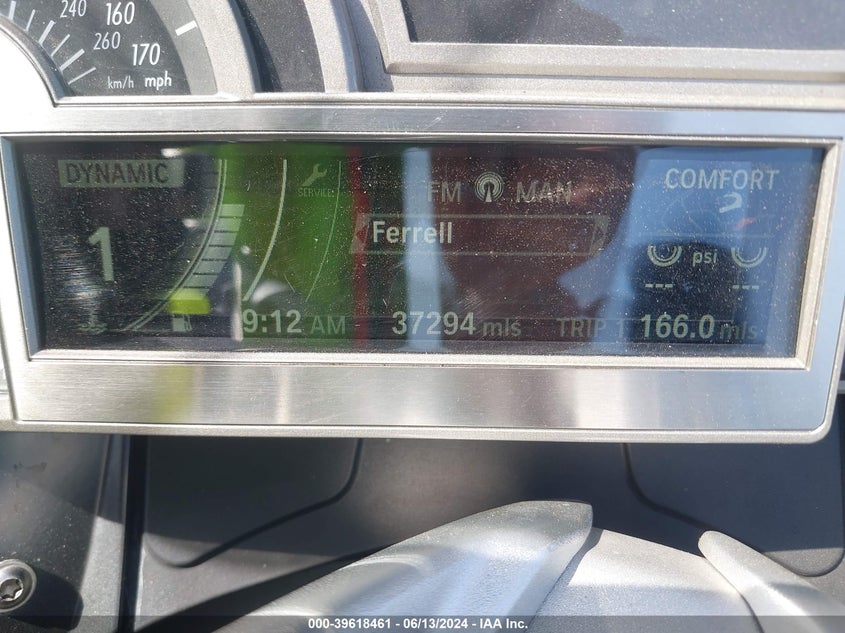 240 160
260 170
km/h mph
DYNAMIC
SERVICE
FM MAN
COMFORT
Ferrell
1
psi
--- ---
9:12 AM 37294 mls TRIP 1 166.0 mls
000-39618461 - 06/13/2024 - IAA Inc.